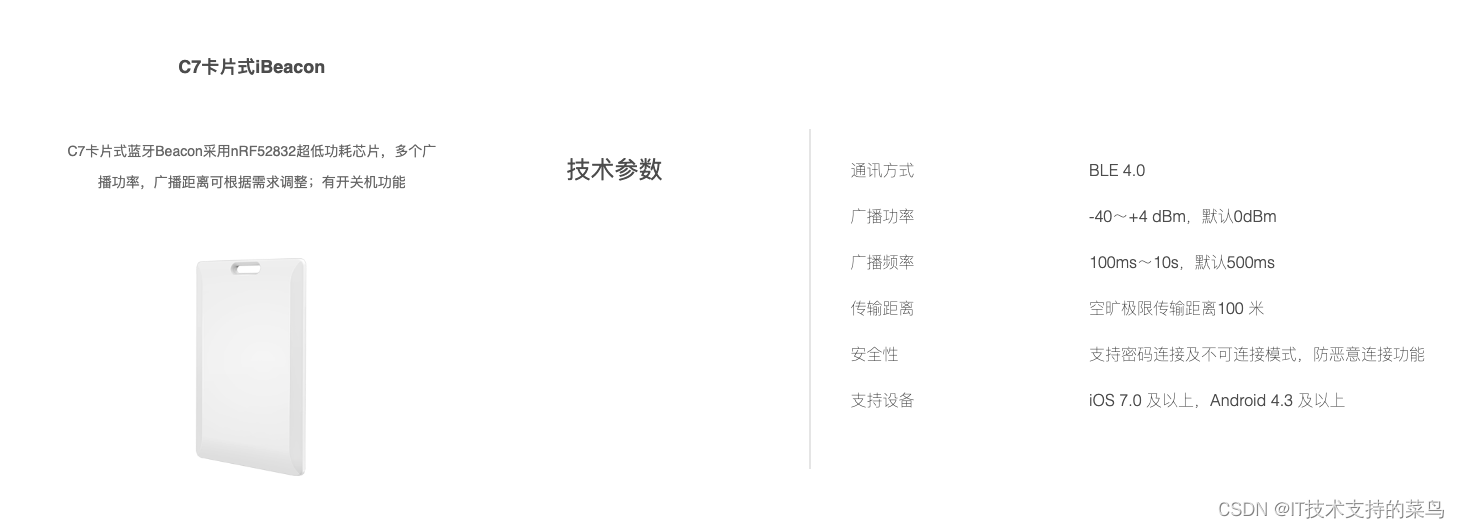 C7卡片式iBeacon
C7卡片式蓝牙Beacon采用nRF52832超低功耗芯片，多个广
播功率，广播距离可根据需求调整；有开关机功能
技术参数
通讯方式 BLE 4.0
广播功率 -40～+4 dBm，默认0dBm
广播频率 100ms～10s，默认500ms
传输距离 空旷极限传输距离100 米
安全性 支持密码连接及不可连接模式，防恶意连接功能
支持设备 iOS 7.0 及以上，Android 4.3 及以上
CSDN @IT技术支持的菜鸟